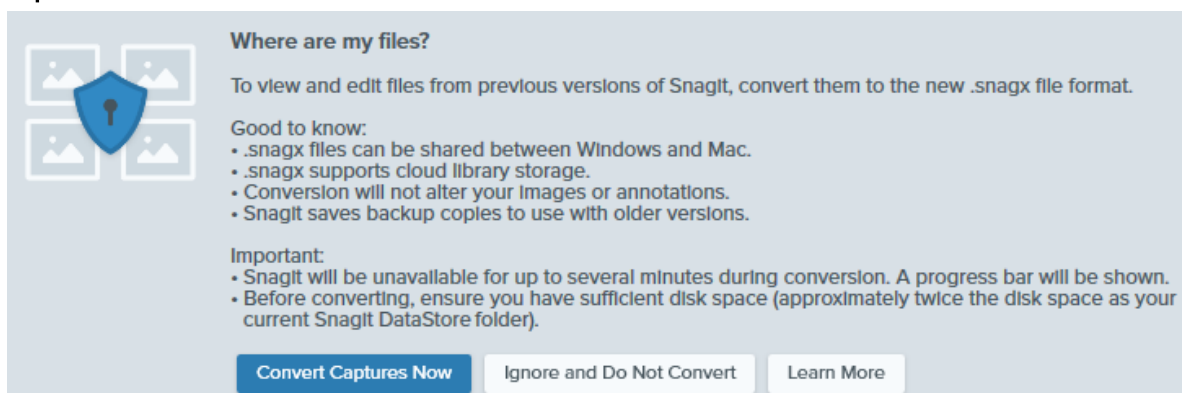 Where are my files?
To view and edit files from previous versions of Snagit, convert them to the new .snagx file format.
Good to know:
• .snagx files can be shared between Windows and Mac.
• .snagx supports cloud library storage.
• Conversion will not alter your images or annotations.
• Snagit saves backup copies to use with older versions.
Important:
• Snagit will be unavailable for up to several minutes during conversion. A progress bar will be shown.
• Before converting, ensure you have sufficient disk space (approximately twice the disk space as your
current Snagit DataStore folder).
Convert Captures Now Ignore and Do Not Convert Learn More